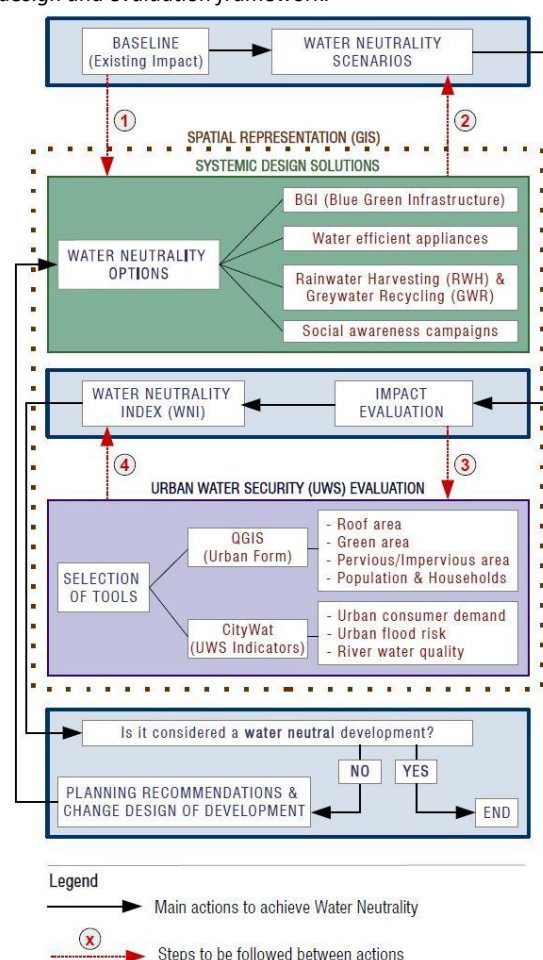 design and evaluation framework.
BASELINE
(Existing Impact)
WATER NEUTRALITY
SCENARIOS
1
2
SPATIAL REPRESENTATION (GIS)
SYSTEMIC DESIGN SOLUTIONS
WATER NEUTRALITY
OPTIONS
BGI (Blue Green Infrastructure)
Water efficient appliances
Rainwater Harvesting (RWH) &
Greywater Recycling (GWR)
Social awareness campaigns
WATER NEUTRALITY
INDEX (WNI)
IMPACT
EVALUATION
4
3
URBAN WATER SECURITY (UWS) EVALUATION
SELECTION
OF TOOLS
QGIS
(Urban Form)
- Roof area
- Green area
- Pervious/Impervious area
- Population & Households
CityWat
(UWS Indicators)
- Urban consumer demand
- Urban flood risk
- River water quality
Is it considered a water neutral development?
NO
YES
PLANNING RECOMMENDATIONS &
CHANGE DESIGN OF DEVELOPMENT
END
Legend
Main actions to achieve Water Neutrality
x
Steps to be followed between actions